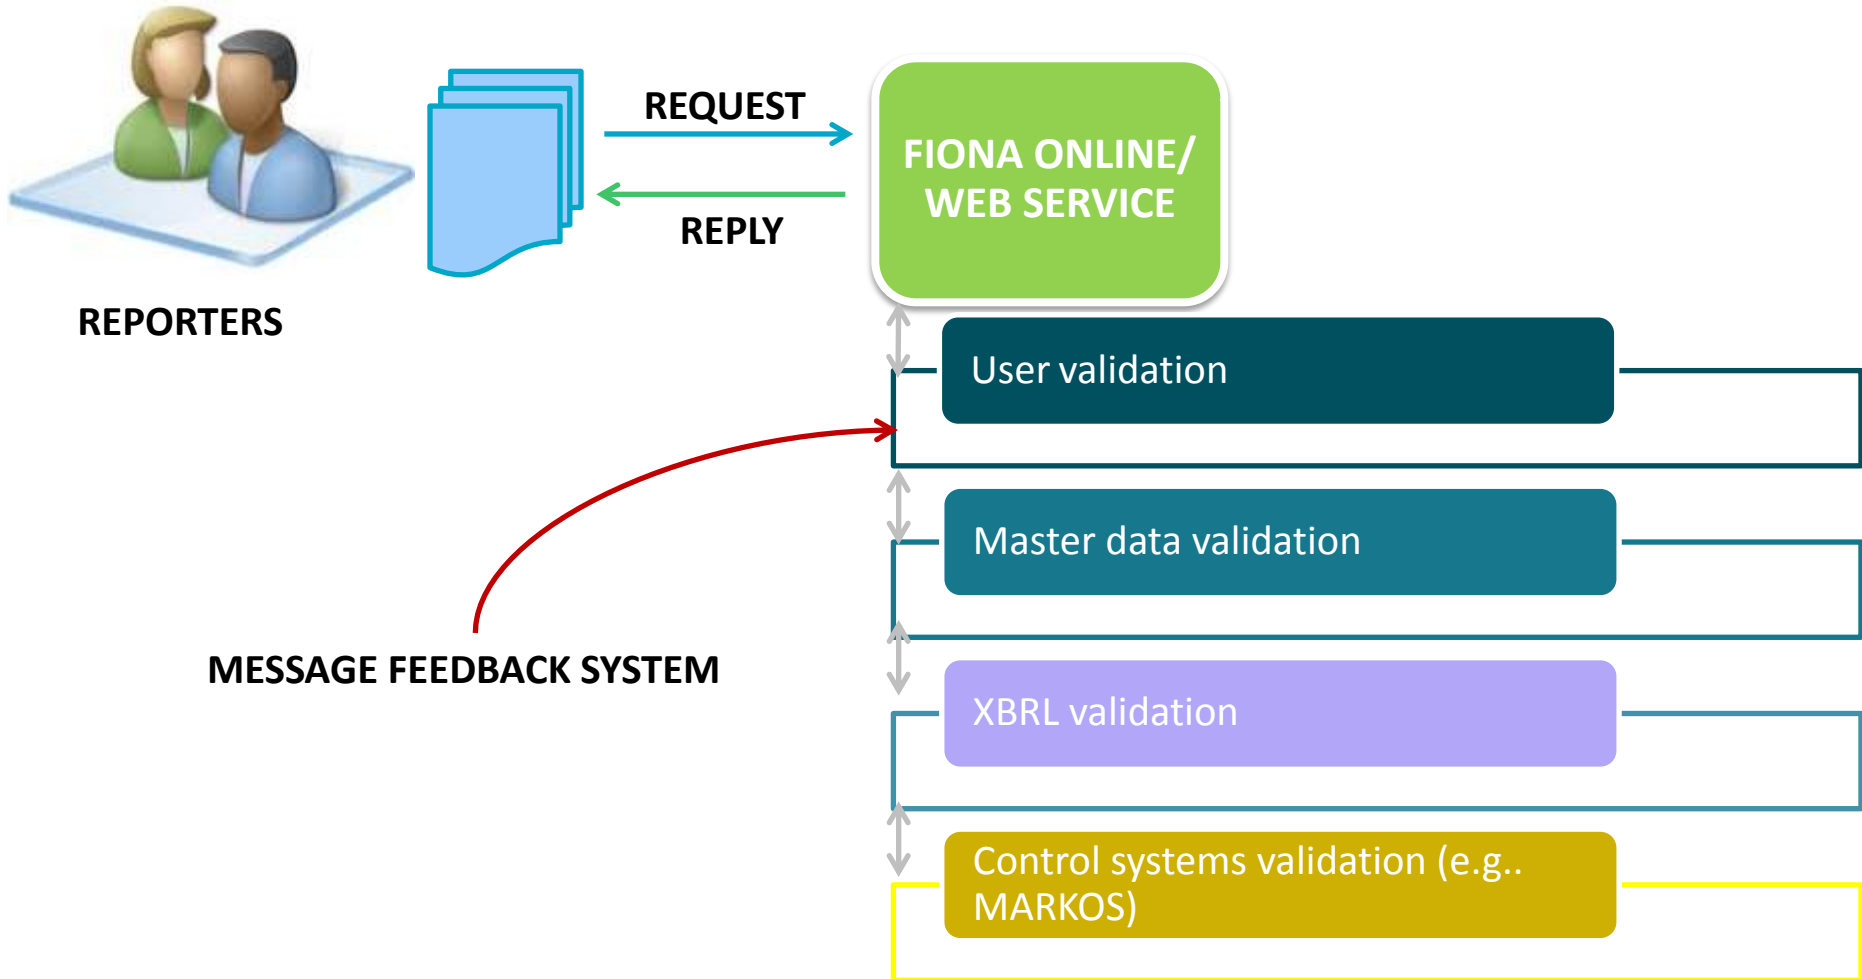 REQUEST
REPLY
FIONA ONLINE/
WEB SERVICE
REPORTERS
User validation
Master data validation
MESSAGE FEEDBACK SYSTEM
XBRL validation
Control systems validation (e.g..
MARKOS)